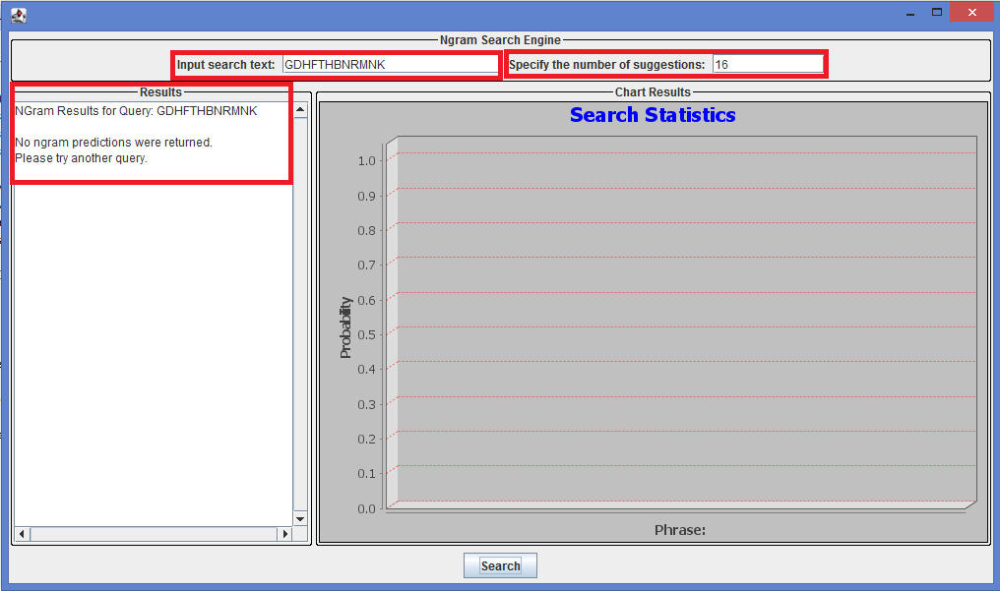 Ngram Search Engine
Input search text: GDHFTHBNRMNK Specify the number of suggestions: 16
Results
NGram Results for Query: GDHFTHBNRMNK
No ngram predictions were returned.
Please try another query.
Chart Results
Search Statistics
1.0
0.9
0.8
0.7
0.6
0.5
0.4
0.3
0.2
0.1
0.0
Probability
Phrase:
Search